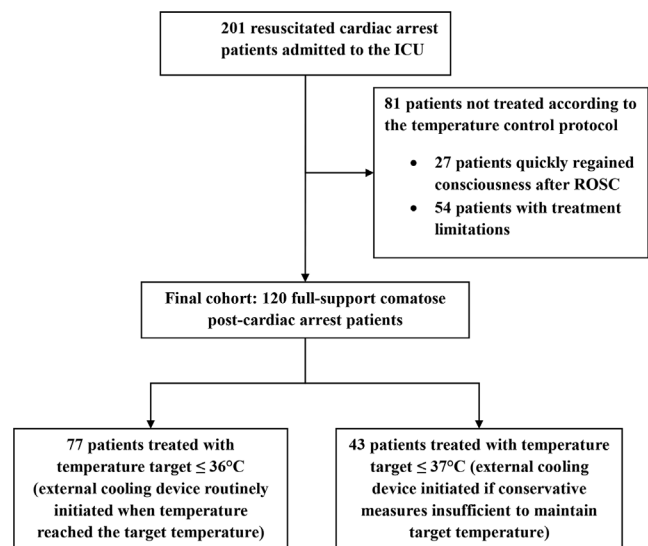 201 resuscitated cardiac arrest
patients admitted to the ICU
81 patients not treated according to
the temperature control protocol
• 27 patients quickly regained
consciousness after ROSC
• 54 patients with treatment
limitations
Final cohort: 120 full-support comatose
post-cardiac arrest patients
77 patients treated with
temperature target ≤ 36°C
(external cooling device routinely
initiated when temperature
reached the target temperature)
43 patients treated with temperature
target ≤ 37°C (external cooling
device initiated if conservative
measures insufficient to maintain
target temperature)